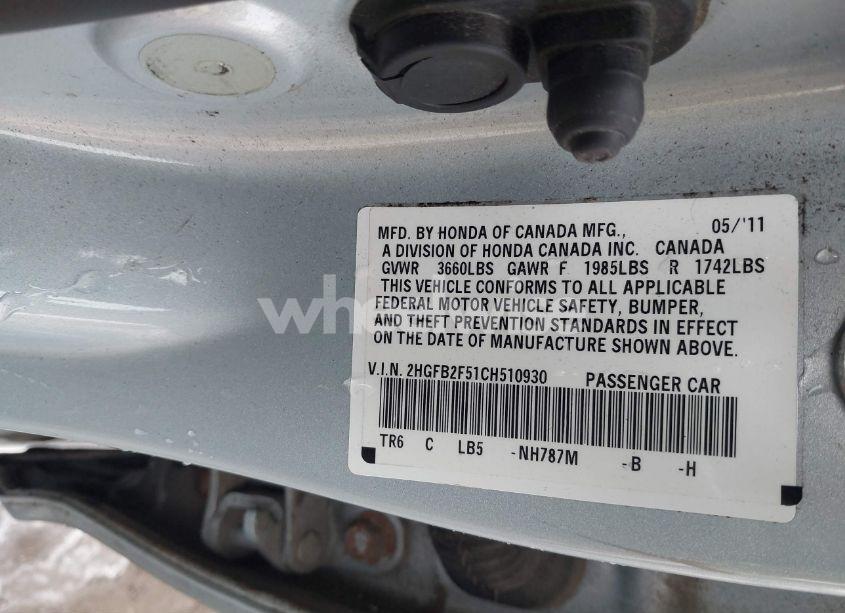 MFD. BY HONDA OF CANADA MFG., 05/'11
A DIVISION OF HONDA CANADA INC. CANADA
GVWR 3660LBS GAWR F 1985LBS R 1742LBS
THIS VEHICLE CONFORMS TO ALL APPLICABLE
FEDERAL MOTOR VEHICLE SAFETY, BUMPER,
AND THEFT PREVENTION STANDARDS IN EFFECT
ON THE DATE OF MANUFACTURE SHOWN ABOVE.
V.I.N. 2HGFB2F51CH510930 PASSENGER CAR
TR6 C LB5 -NH787M -B -H